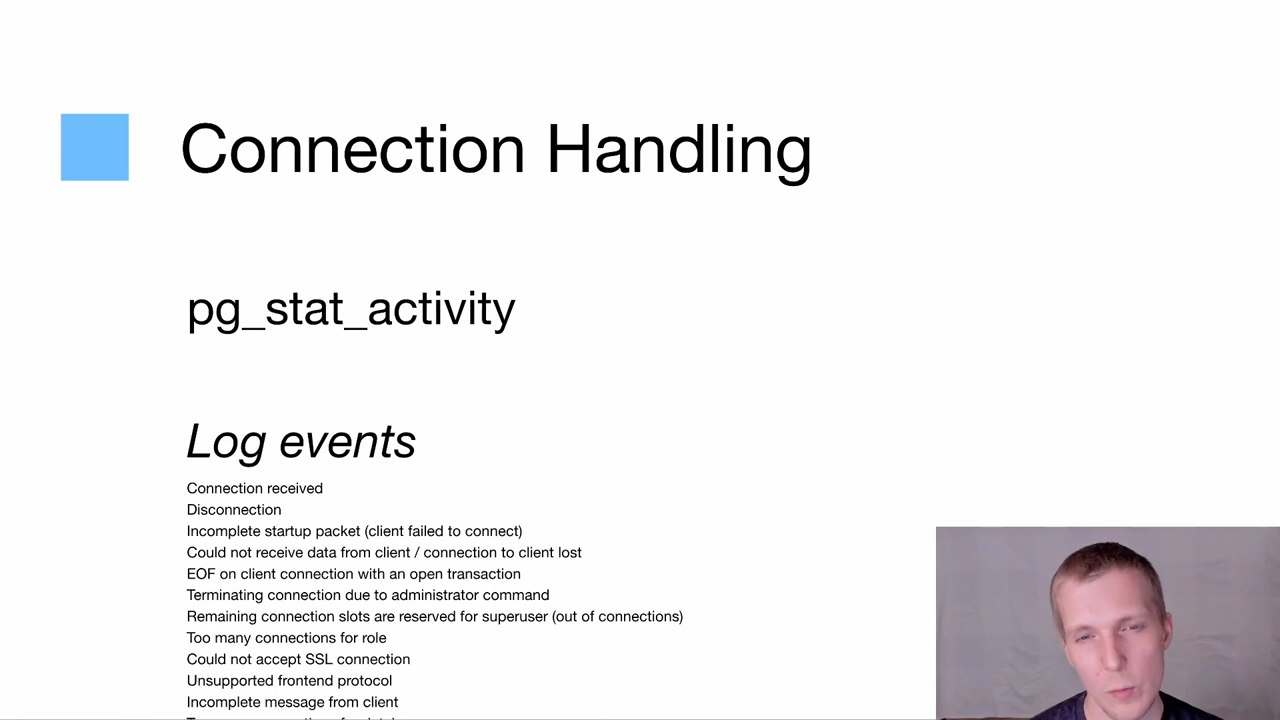 Connection Handling
pg_stat_activity
Log events
Connection received
Disconnection
Incomplete startup packet (client failed to connect)
Could not receive data from client / connection to client lost
EOF on client connection with an open transaction
Terminating connection due to administrator command
Remaining connection slots are reserved for superuser (out of connections)
Too many connections for role
Could not accept SSL connection
Unsupported frontend protocol
Incomplete message from client